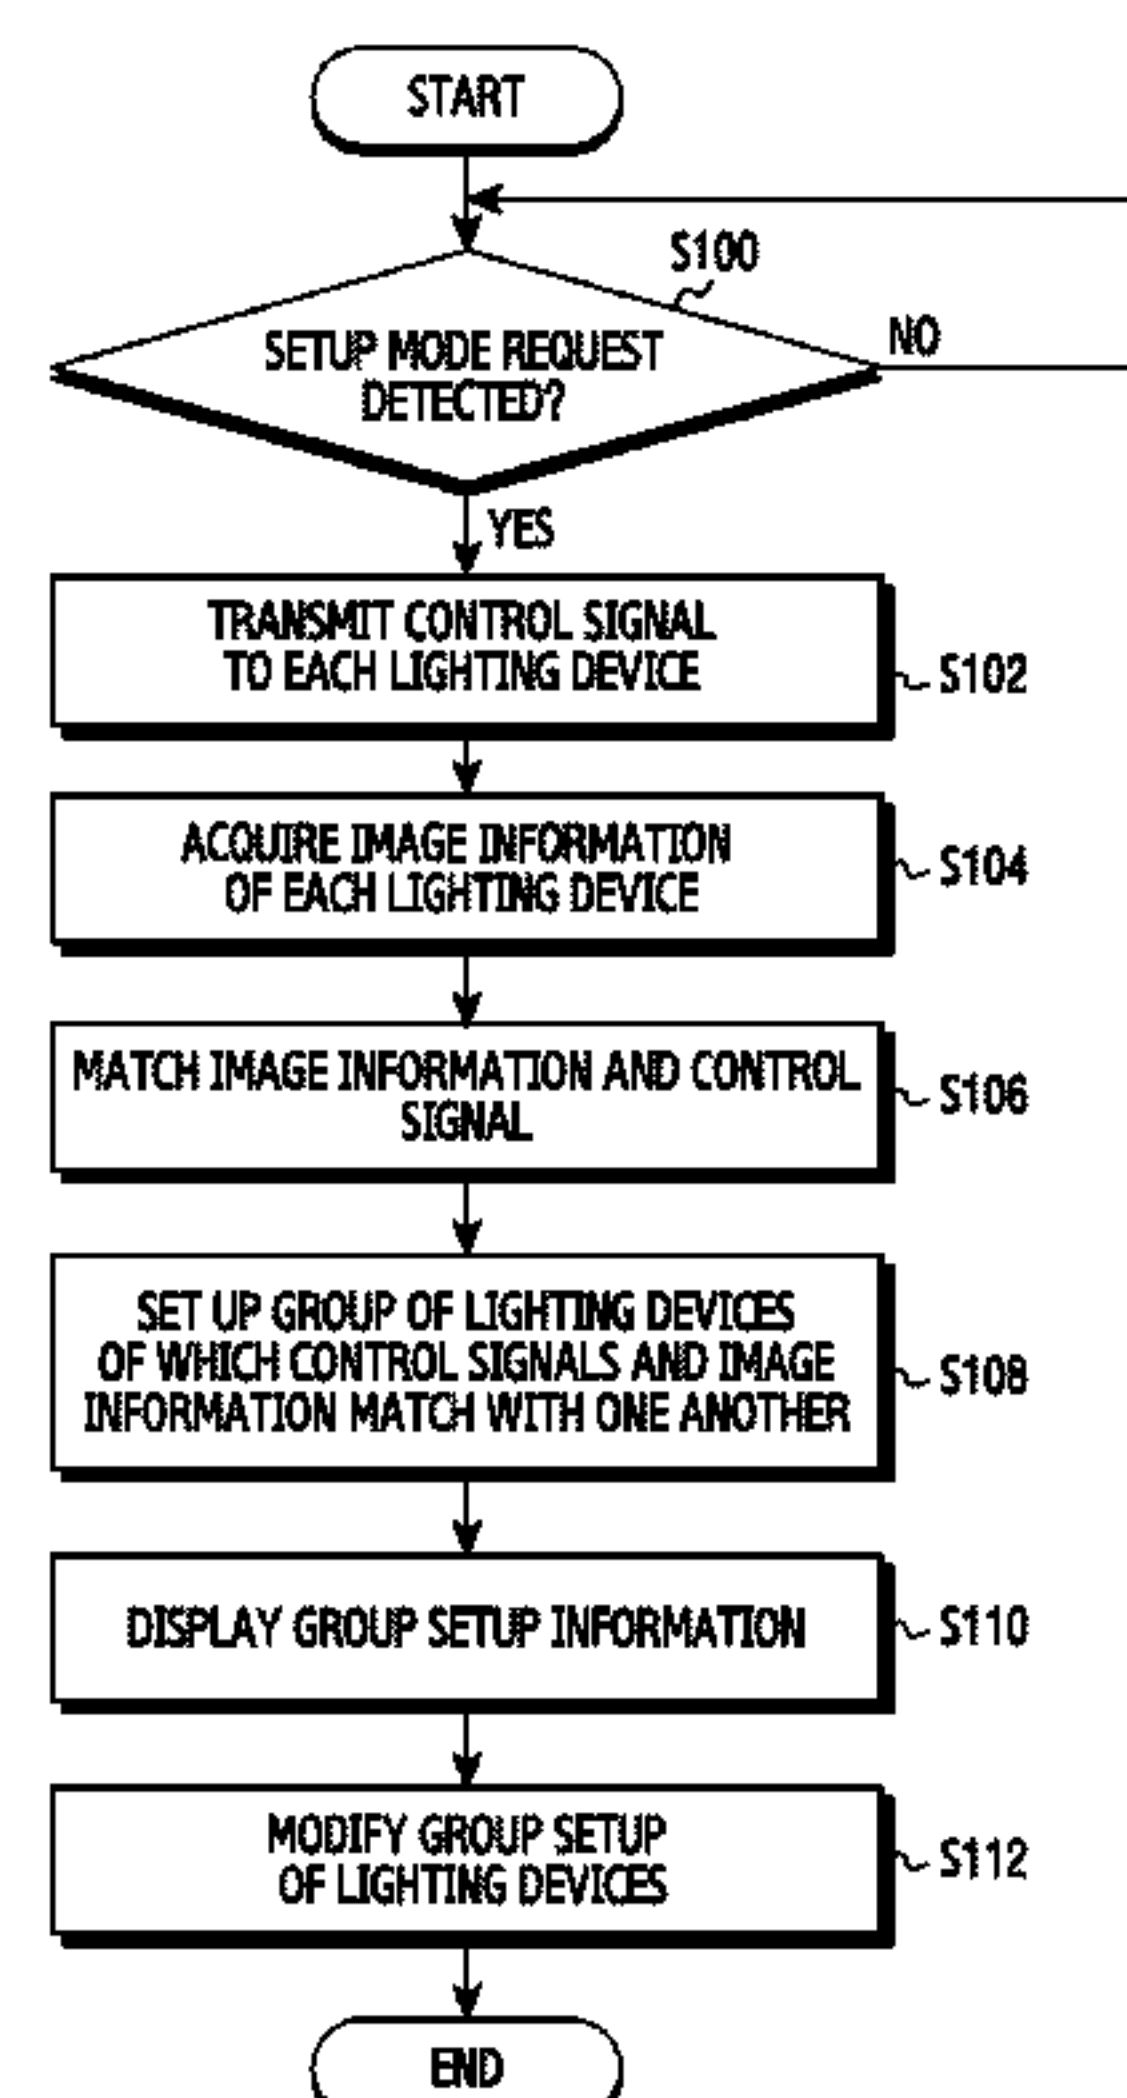 START
S100
SETUP MODE REQUEST
DETECTED?
NO
YES
TRANSMIT CONTROL SIGNAL
TO EACH LIGHTING DEVICE
S102
ACQUIRE IMAGE INFORMATION
OF EACH LIGHTING DEVICE
S104
MATCH IMAGE INFORMATION AND CONTROL
SIGNAL
S106
SET UP GROUP OF LIGHTING DEVICES
OF WHICH CONTROL SIGNALS AND IMAGE
INFORMATION MATCH WITH ONE ANOTHER
S108
DISPLAY GROUP SETUP INFORMATION
S110
MODIFY GROUP SETUP
OF LIGHTING DEVICES
S112
END